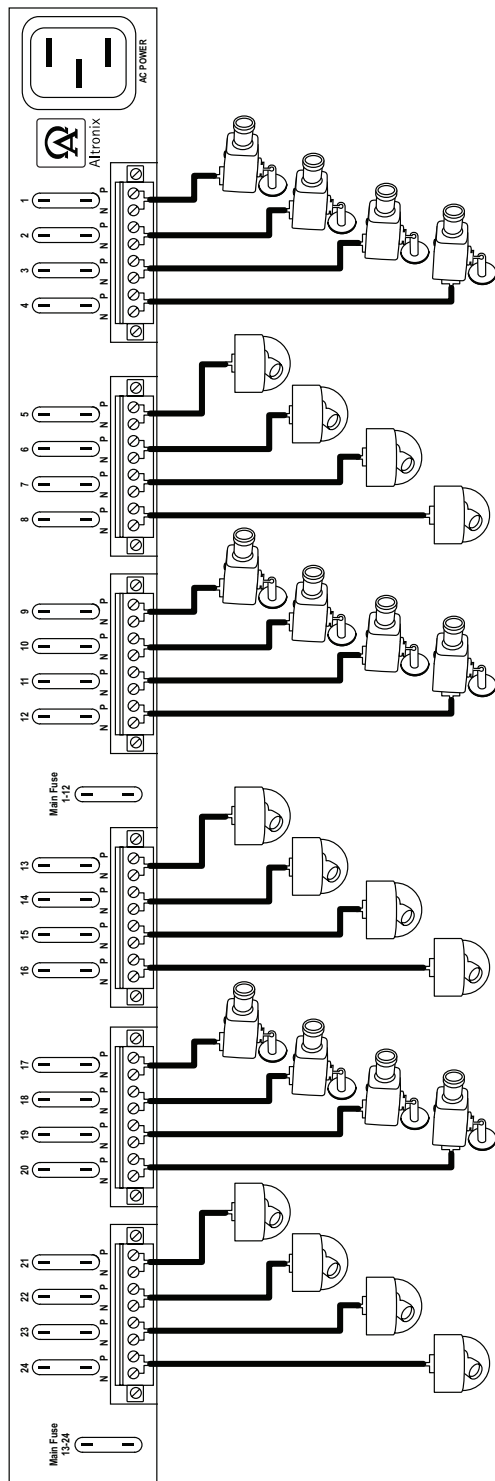 Main Fuse
13-24
24 23 22 21
N P N P N P N P
20 19 18 17
N P N P N P N P
16 15 14 13
N P N P N P N P
Main Fuse
1-12
12 11 10 9
N P N P N P N P
8 7 6 5
N P N P N P N P
4 3 2 1
N P N P N P N P
Altronix
AC POWER